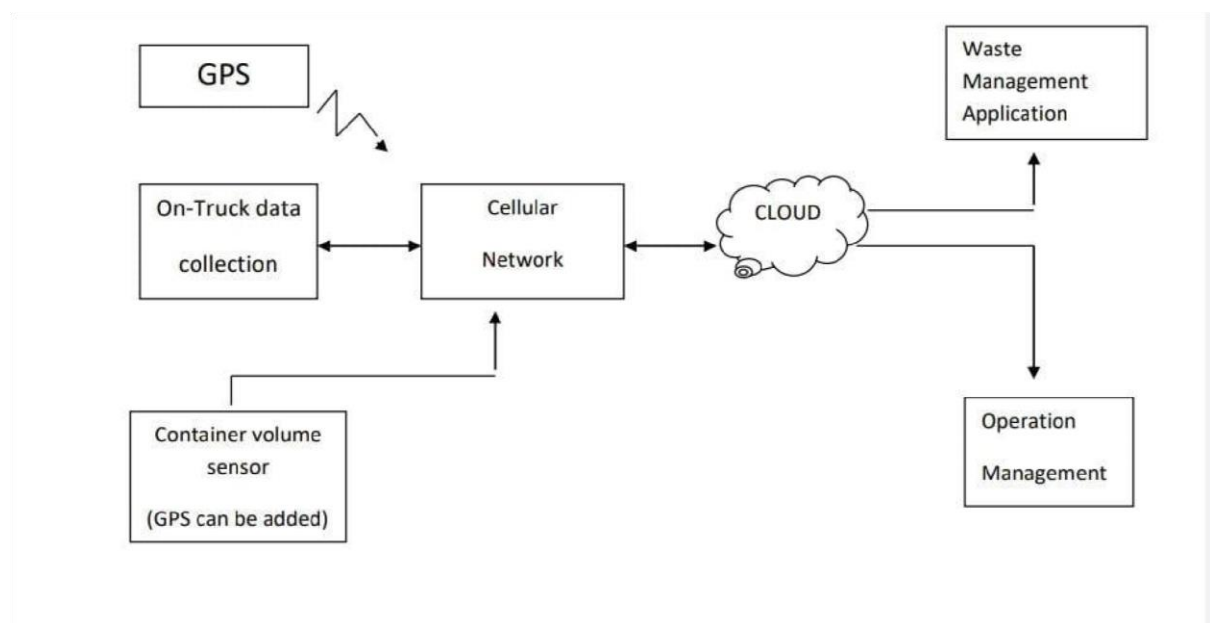 GPS
Waste
Management
Application
On-Truck data
collection
Cellular
Network
CLOUD
Container volume
sensor
(GPS can be added)
Operation
Management